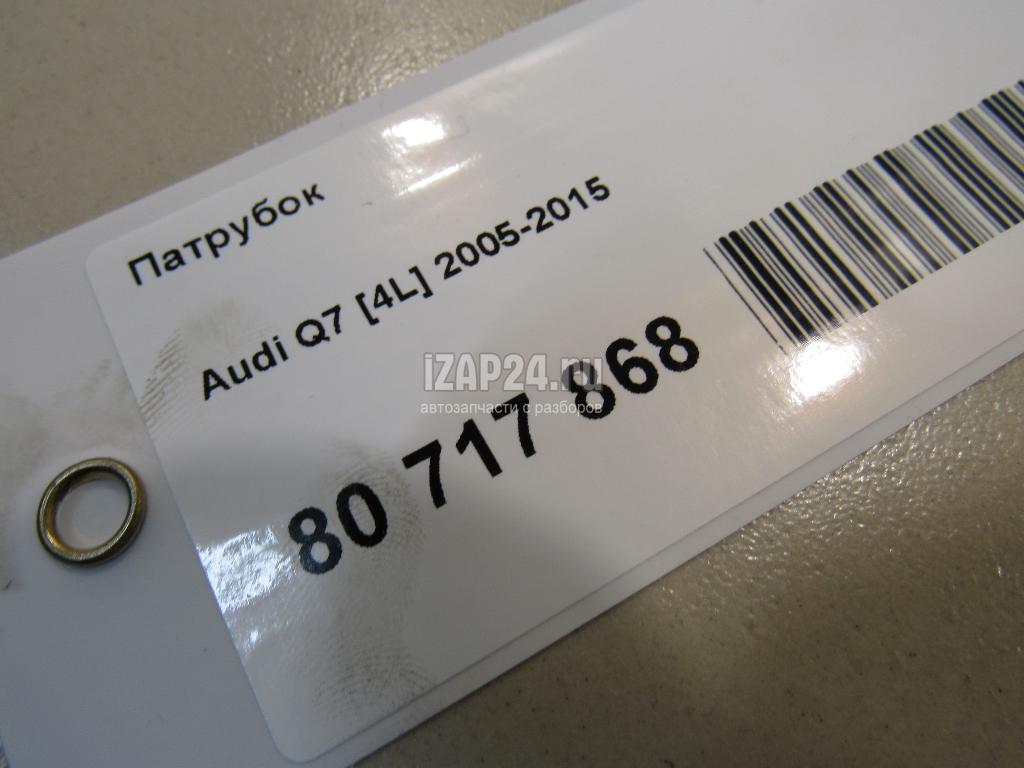 Патрубок
Audi Q7 [4L] 2005-2015
80 717 868
iZAP24.ru
автозапчасти с разборов